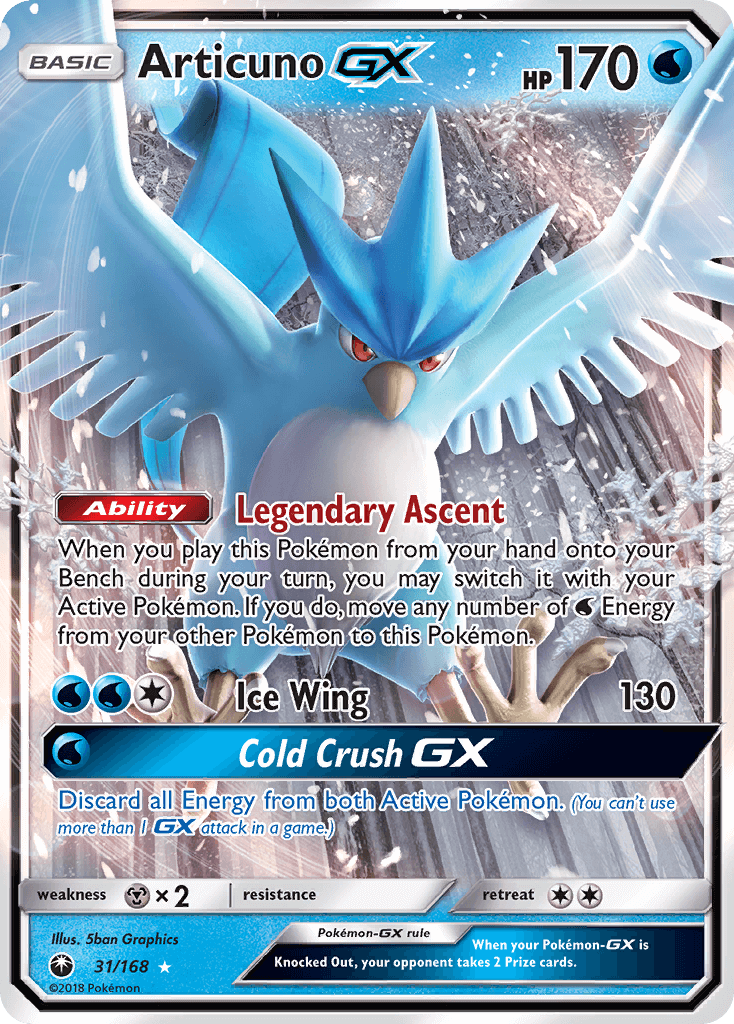 BASIC Articuno GX HP 170
Ability Legendary Ascent
When you play this Pokémon from your hand onto your
Bench during your turn, you may switch it with your
Active Pokémon. If you do, move any number of Energy
from your other Pokémon to this Pokémon.
Ice Wing 130
Cold Crush GX
Discard all Energy from both Active Pokémon. (You can't use
more than 1 GX attack in a game.)
weakness ×2 resistance retreat
Illus. 5ban Graphics
31/168 ★
©2018 Pokémon
Pokémon-GX rule
When your Pokémon-GX is
Knocked Out, your opponent takes 2 Prize cards.